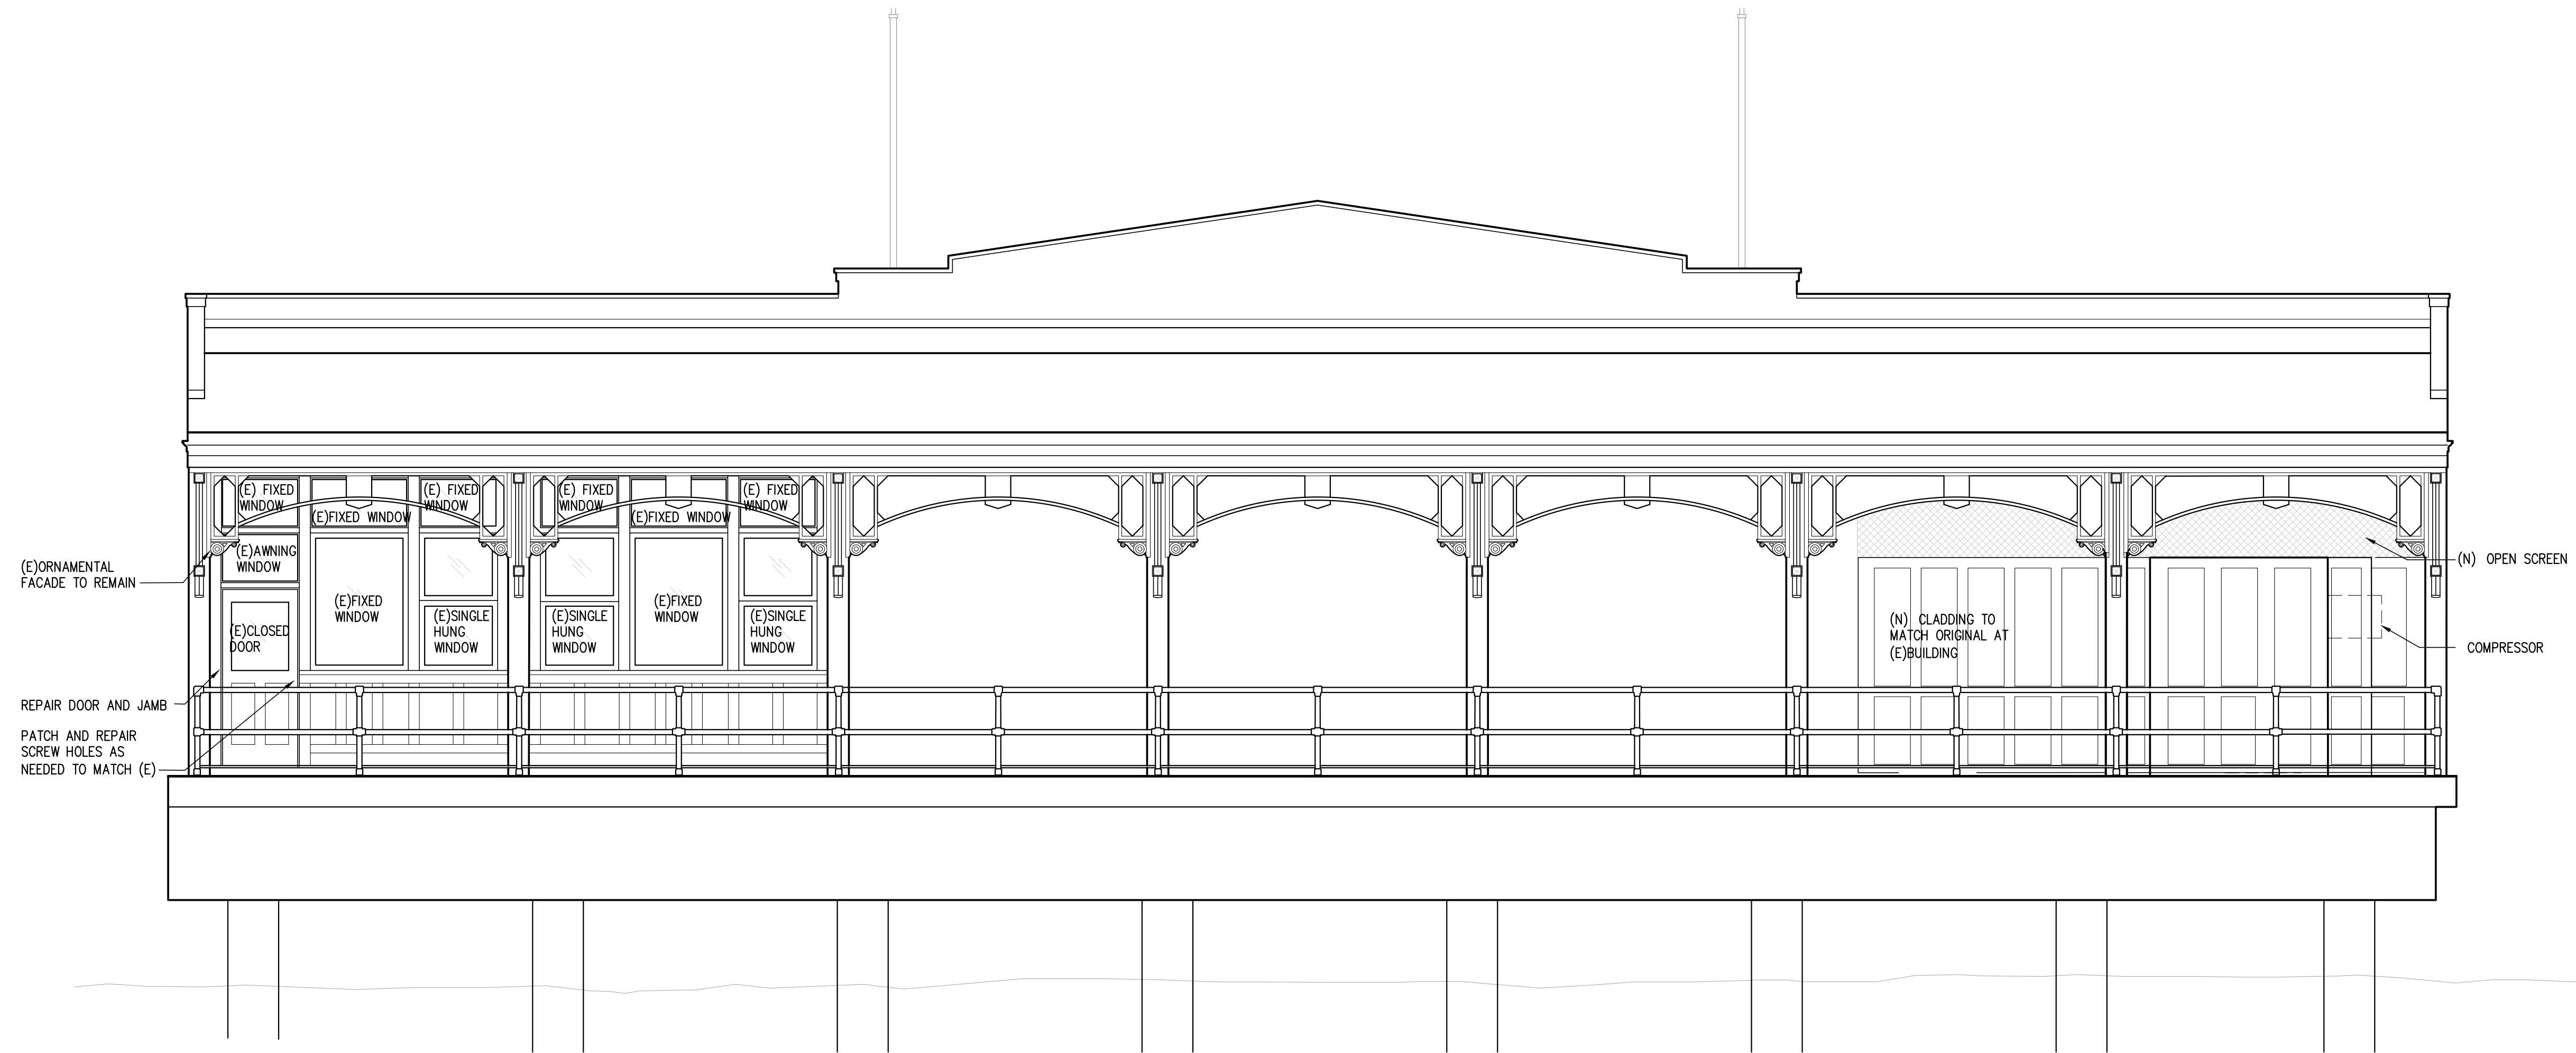 (E) FIXED
WINDOW
(E)FIXED WINDOW
(E) FIXED
WINDOW
(E) FIXED
WINDOW
(E)FIXED WINDOW
(E) FIXED
WINDOW
(E)AWNING
WINDOW
(E)ORNAMENTAL
FACADE TO REMAIN
(E)CLOSED
DOOR
(E)FIXED
WINDOW
(E)SINGLE
HUNG
WINDOW
(E)SINGLE
HUNG
WINDOW
(E)FIXED
WINDOW
(E)SINGLE
HUNG
WINDOW
(N) CLADDING TO
MATCH ORIGINAL AT
(E)BUILDING
(N) OPEN SCREEN
COMPRESSOR
REPAIR DOOR AND JAMB
PATCH AND REPAIR
SCREW HOLES AS
NEEDED TO MATCH (E)